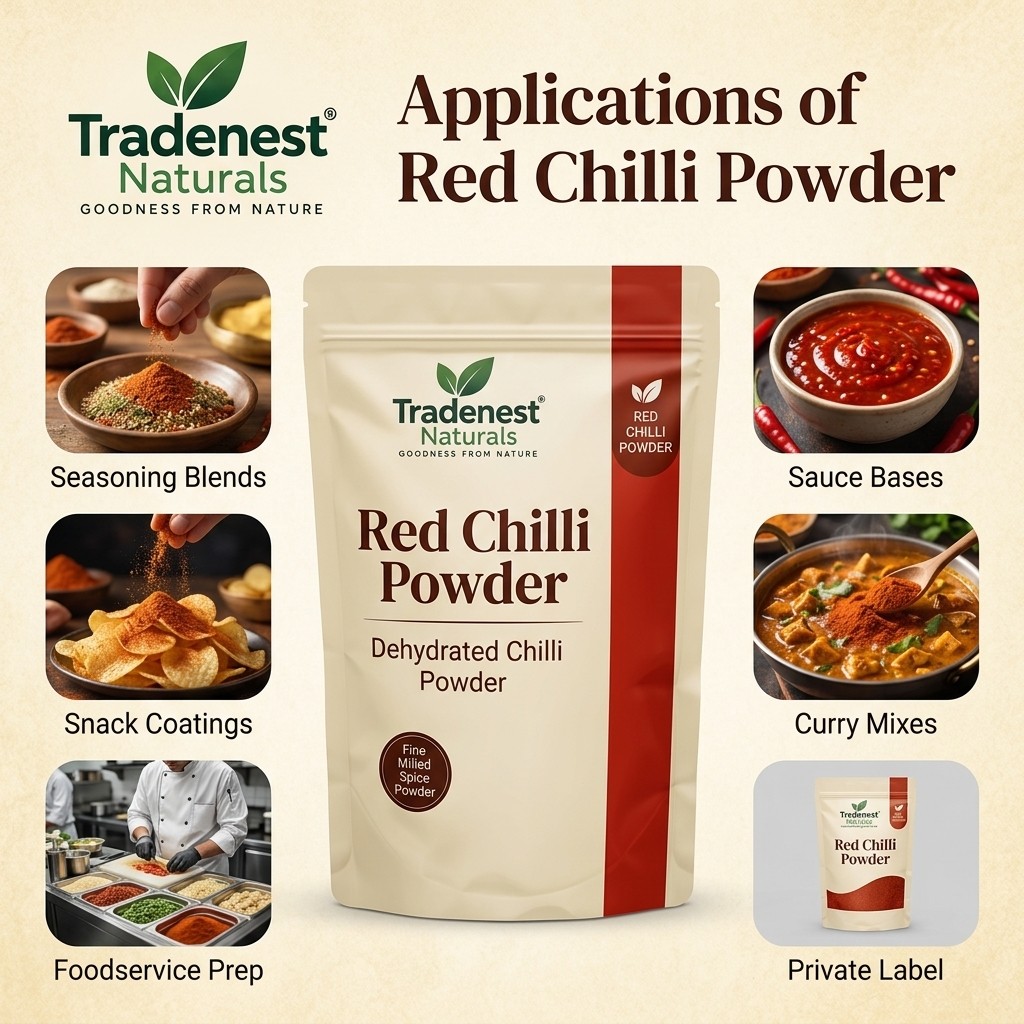 Tradenest®
Naturals
GOODNESS FROM NATURE
Applications of
Red Chilli Powder
Seasoning Blends
Snack Coatings
Foodservice Prep
Tradenest®
Naturals
GOODNESS FROM NATURE
RED
CHILLI
POWDER
Red Chilli
Powder
Dehydrated Chilli
Powder
Fine
Milied
Spice
Powder
Sauce Bases
Curry Mixes
Tredenest
Red Chilli
Powder
Private Label